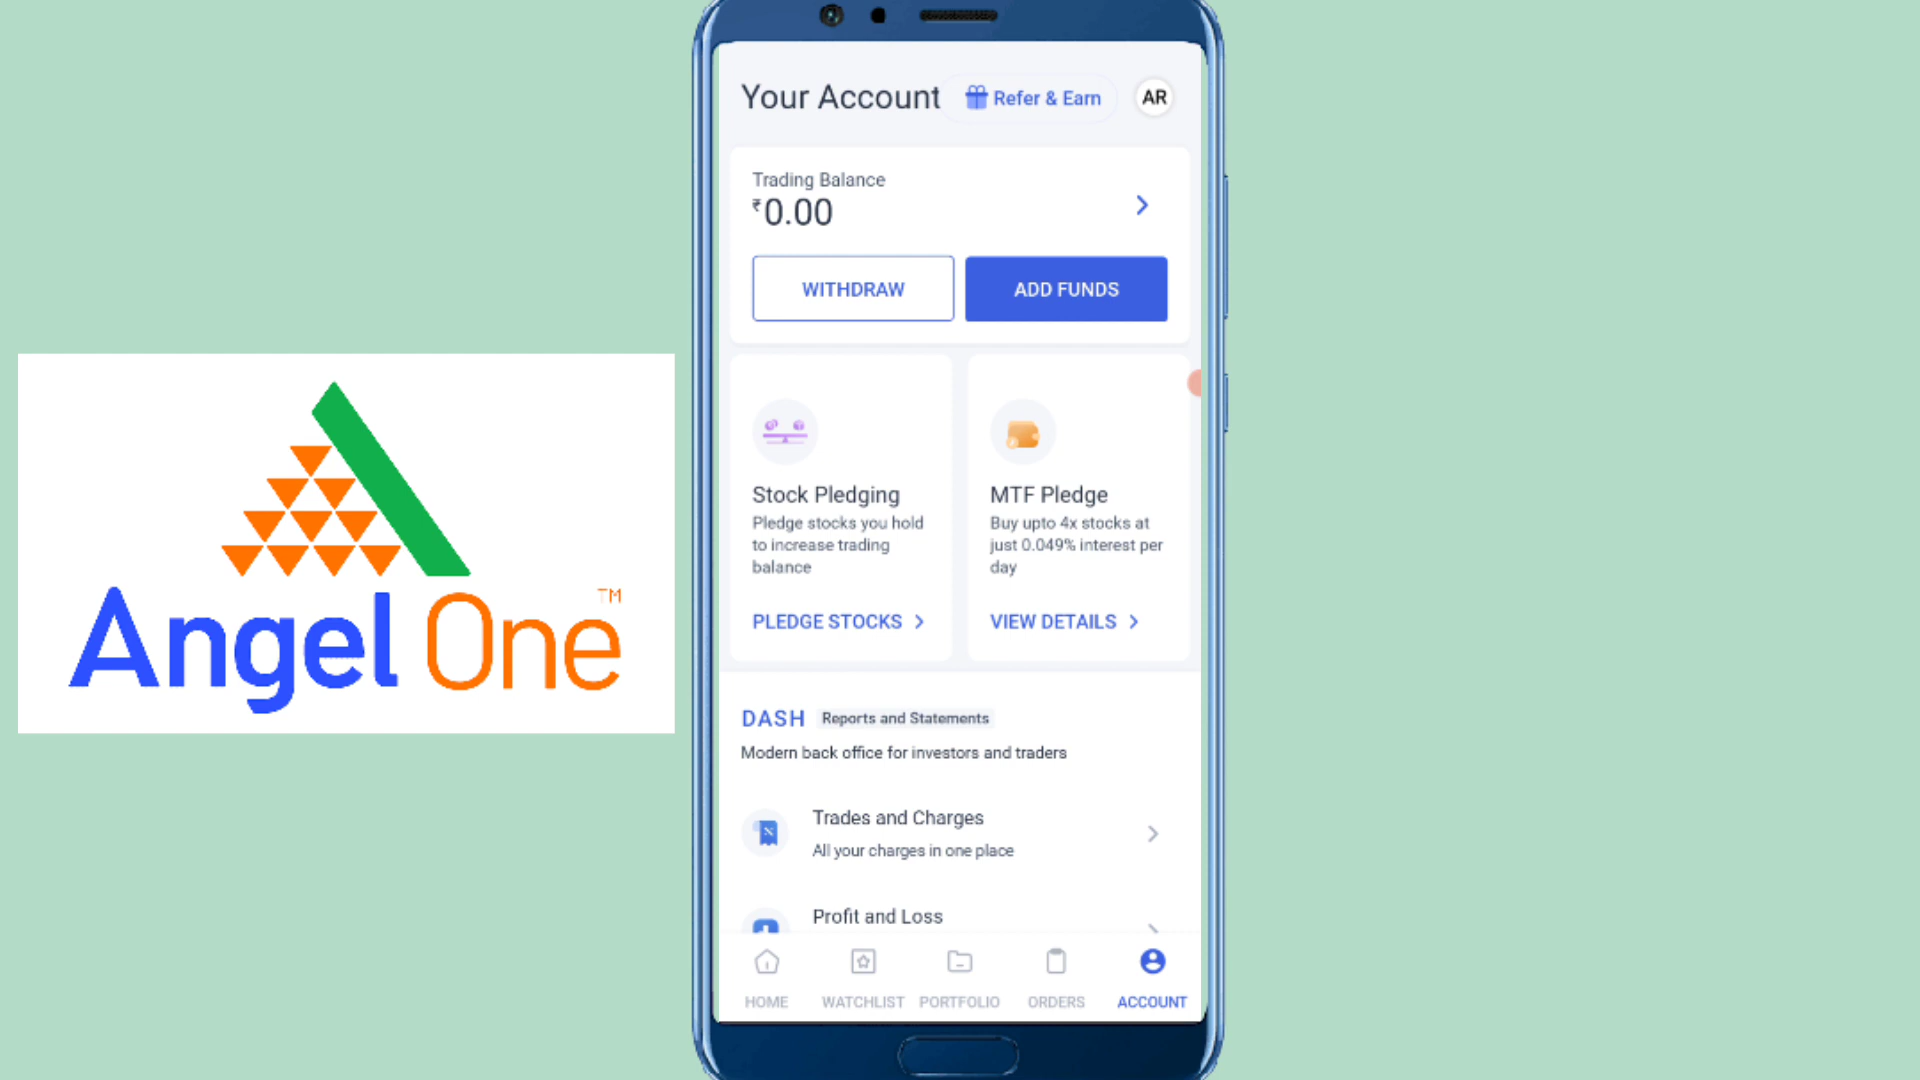 Angel One
TM
Your Account
Refer & Earn
AR
Trading Balance
₹0.00
WITHDRAW
ADD FUNDS
Stock Pledging
Pledge stocks you hold
to increase trading
balance
PLEDGE STOCKS
MTF Pledge
Buy upto 4x stocks at
just 0.049% interest per
day
VIEW DETAILS
DASH Reports and Statements
Modern back office for investors and traders
Trades and Charges
All your charges in one place
Profit and Loss
HOME
WATCHLIST
PORTFOLIO
ORDERS
ACCOUNT